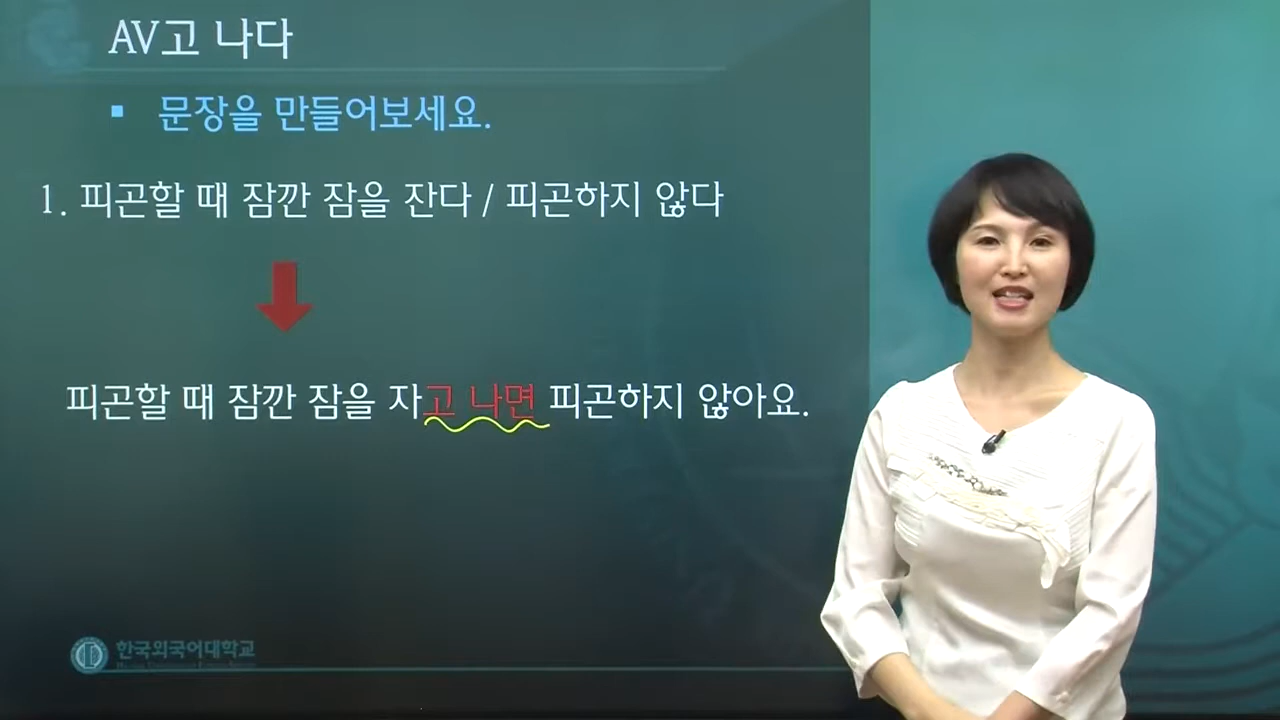 AV고 나다
▪ 문장을 만들어보세요.
1. 피곤할 때 잠깐 잠을 잔다 / 피곤하지 않다
피곤할 때 잠깐 잠을 자고 나면 피곤하지 않아요.
한국외국어대학교